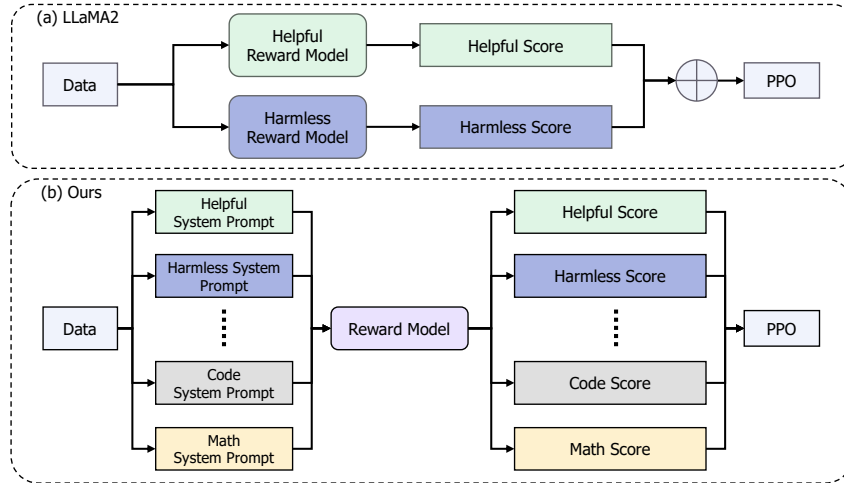 (a) LLaMA2
Data
Helpful
Reward Model
Helpful Score
Harmless
Reward Model
Harmless Score
PPO
(b) Ours
Data
Helpful
System Prompt
Harmless System
Prompt
Code
System Prompt
Math
System Prompt
Reward Model
Helpful Score
Harmless Score
Code Score
Math Score
PPO